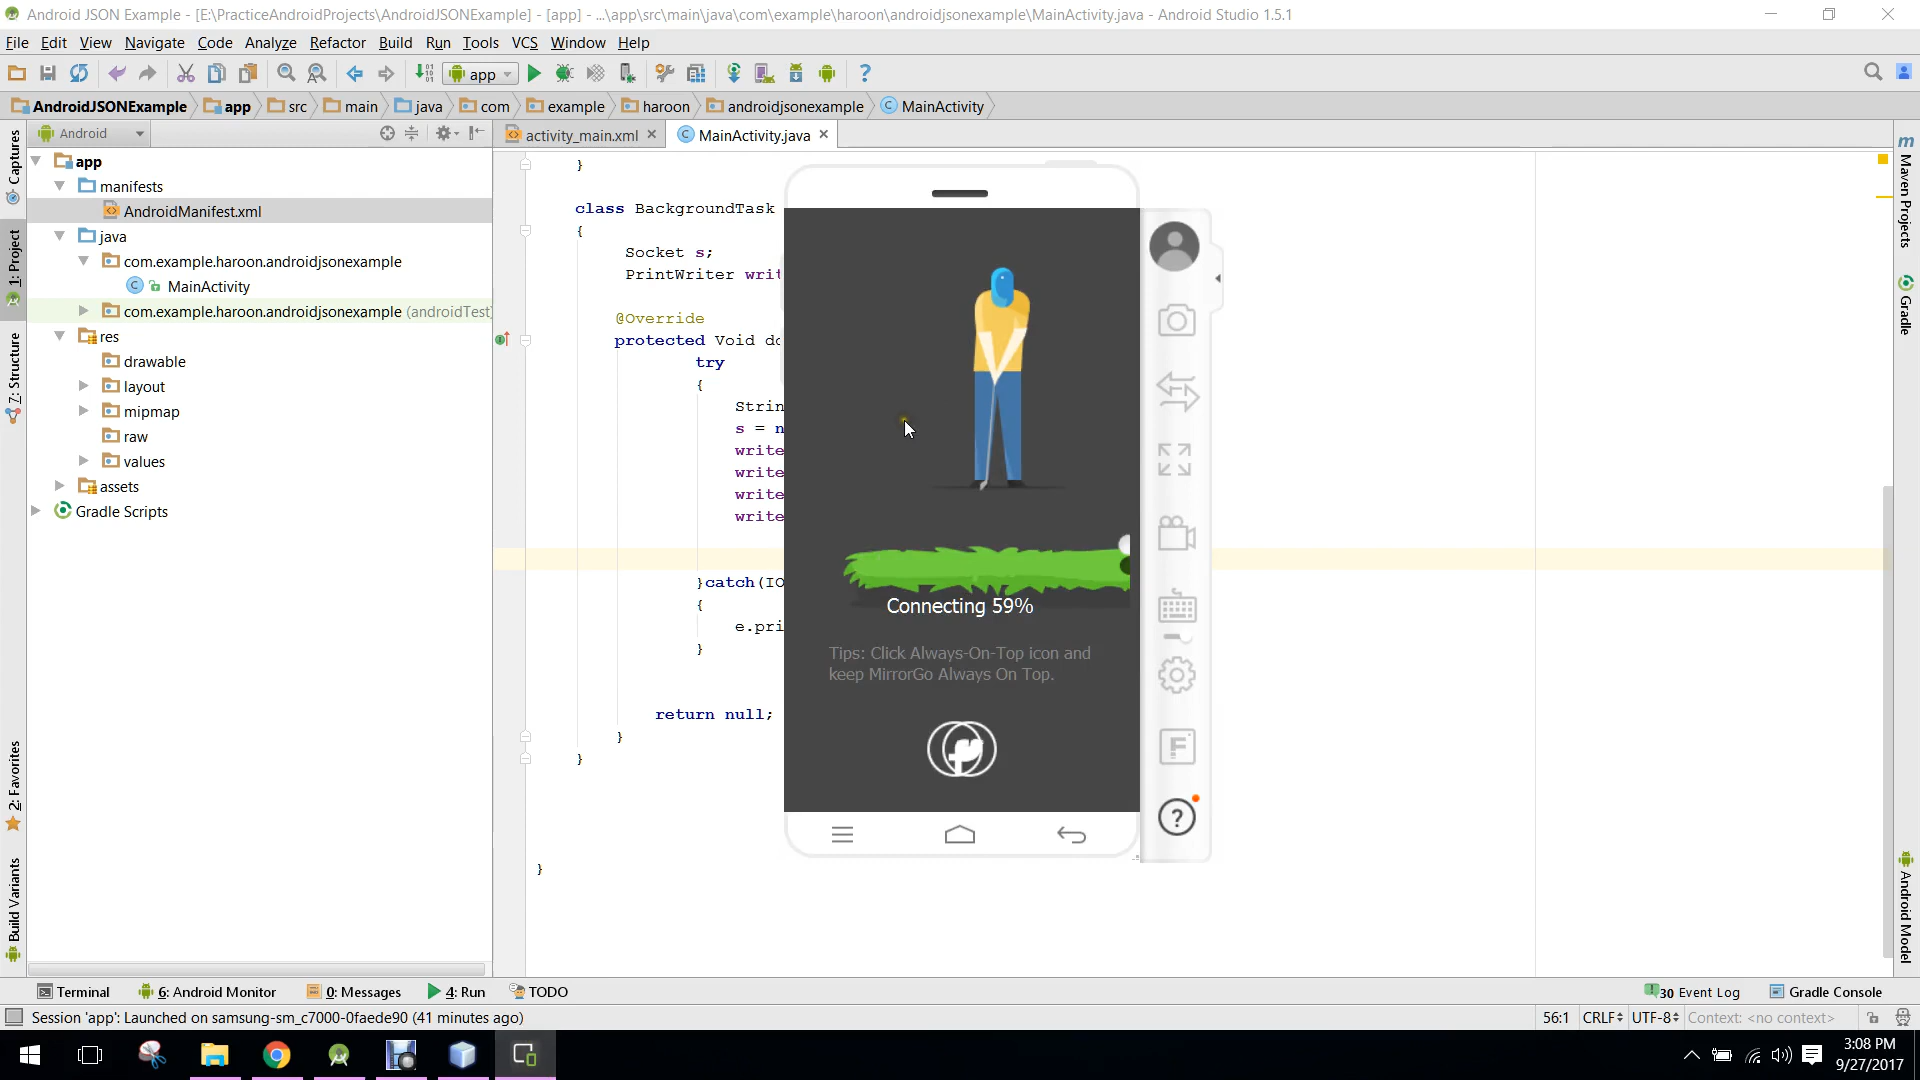 Android JSON Example - [E:\PracticeAndroidProjects\AndroidJSONExample] - [app] - ...\app\src\main\java\com\example\haroon\androidjsonexample\MainActivity.java - Android Studio 1.5.1
File Edit View Navigate Code Analyze Refactor Build Run Tools VCS Window Help
app
AndroidJSONExample app src main java com example haroon androidjsonexample MainActivity
Android
activity_main.xml MainActivity.java
Captures
1: Project
7: Structure
2: Favorites
Build Variants
app
manifests
AndroidManifest.xml
java
com.example.haroon.androidjsonexample
MainActivity
com.example.haroon.androidjsonexample (androidTest)
res
drawable
layout
mipmap
raw
values
assets
Gradle Scripts
}
class BackgroundTask
{
Socket s;
PrintWriter writ
@Override
protected Void do
try
{
Strin
s = n
write
write
write
write
}catch(IO
{
e.pri
}
return null;
}
}
}
Connecting 59%
Tips: Click Always-On-Top icon and
keep MirrorGo Always On Top.
F
?
m Maven Projects
Gradle
Android Model
Terminal 6: Android Monitor 0: Messages 4: Run TODO 30 Event Log Gradle Console
Session 'app': Launched on samsung-sm_c7000-0faede90 (41 minutes ago) 56:1 CRLF UTF-8 Context: <no context>
3:08 PM
9/27/2017